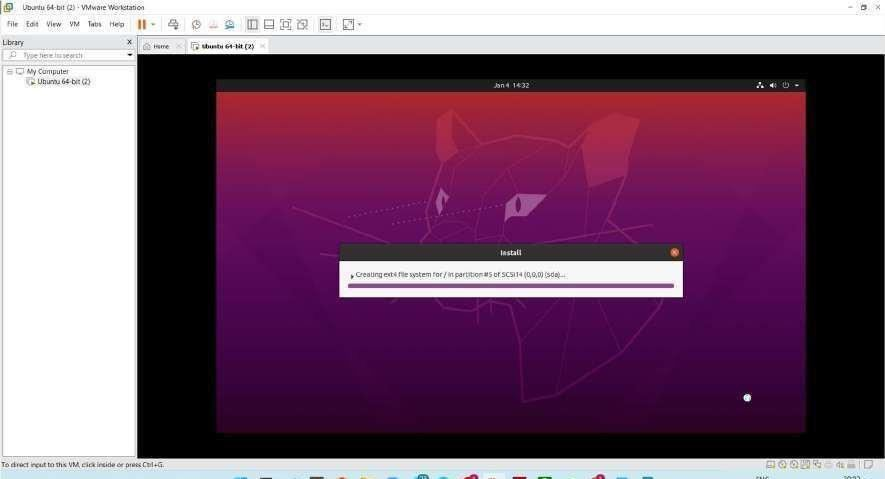 Ubuntu 64-bit (2) - VMware Workstation
File Edit View VM Tabs Help
Library
Type here to search
My Computer
Ubuntu 64-bit (2)
Home
Ubuntu 64-bit (2)
Jan 4 14:32
Install
Creating ext4 file system for / in partition #5 of SCSI14 (0,0,0) (sda)...
To direct input to this VM, click inside or press Ctrl+G.